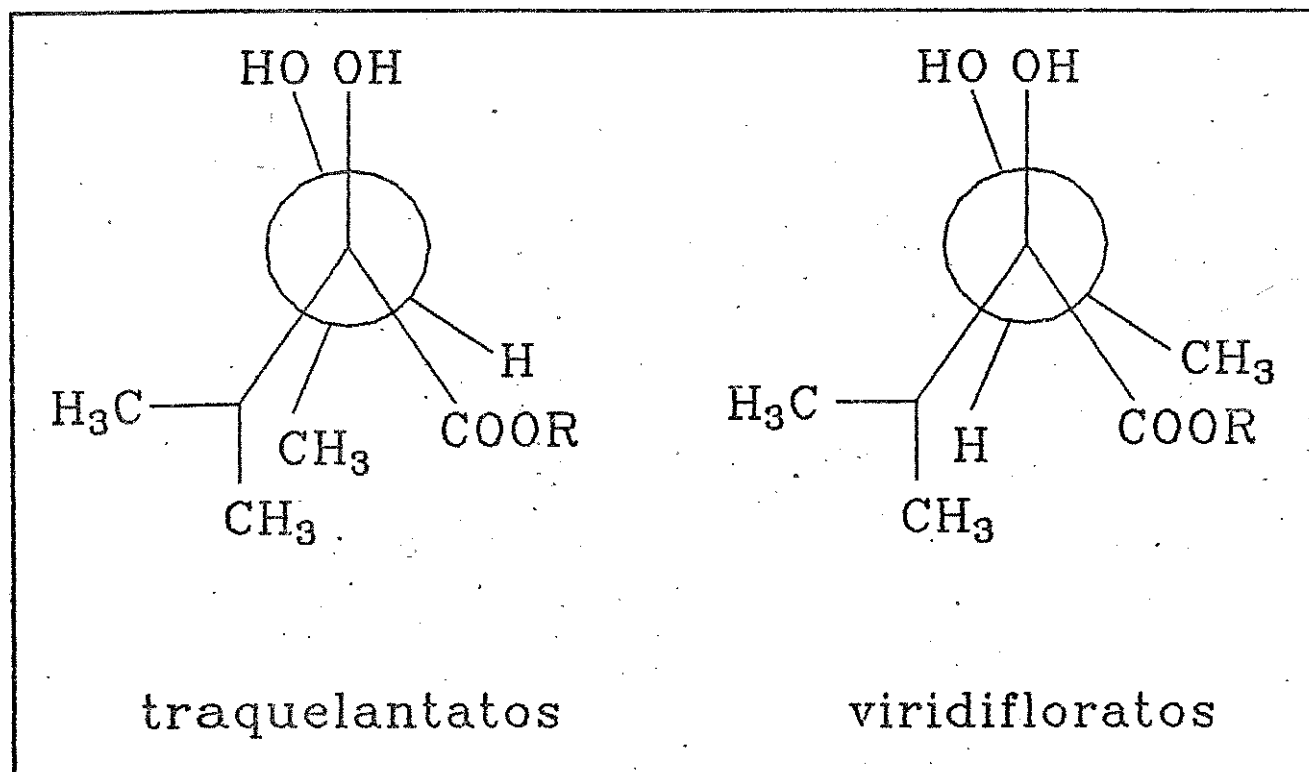 HO OH HO OH
H CH₃
H₃C COOR H₃C COOR
CH₃ H
CH₃ CH₃
traquelantatos viridifloratos